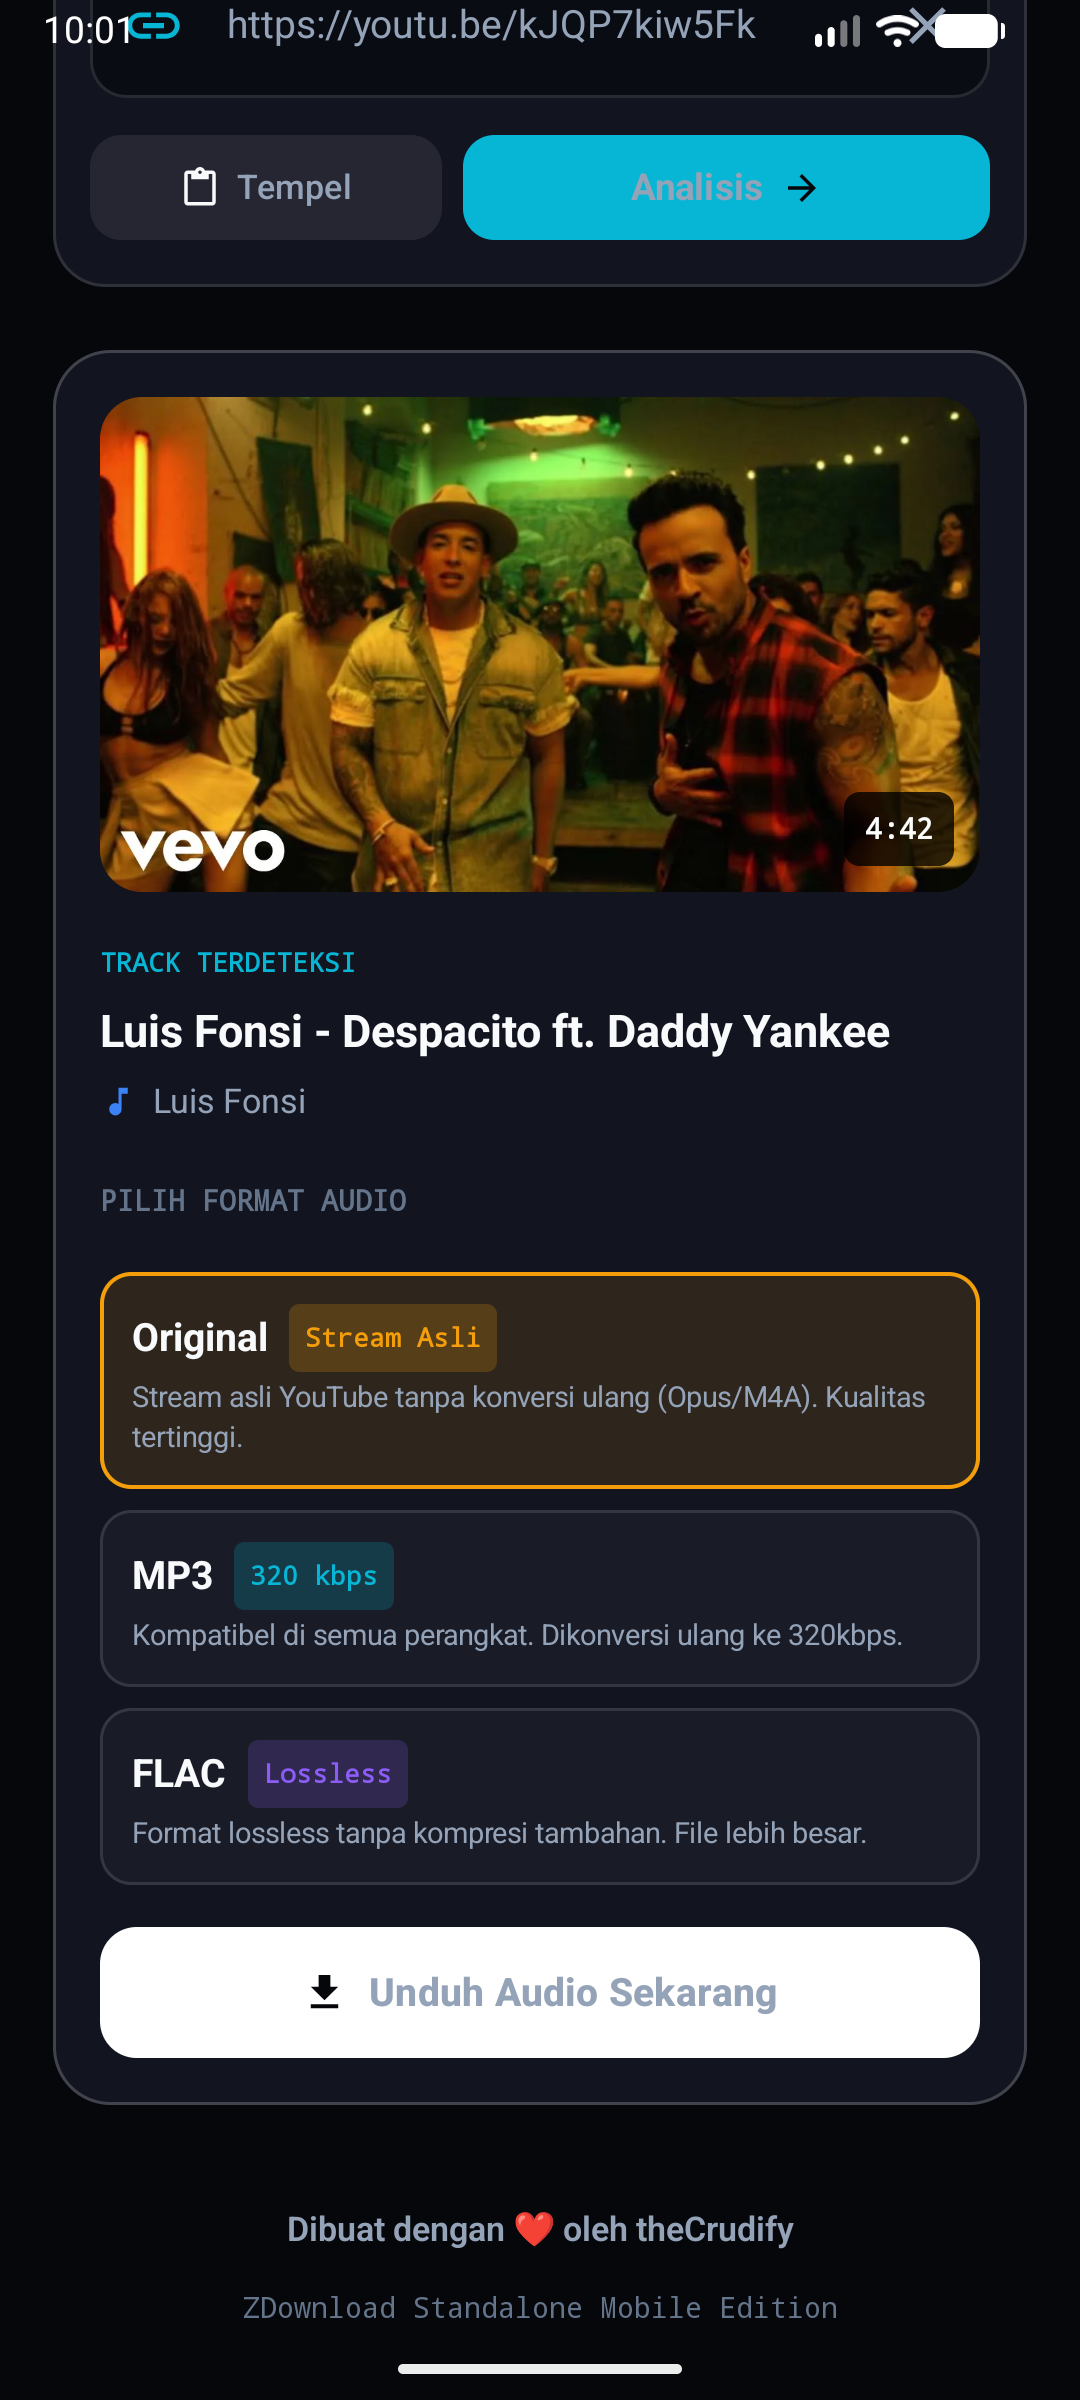 10:01
https://youtu.be/kJQP7kiw5Fk
Tempel
Analisis
vevo
4:42
TRACK TERDETEKSI
Luis Fonsi - Despacito ft. Daddy Yankee
Luis Fonsi
PILIH FORMAT AUDIO
Original
Stream Asli
Stream asli YouTube tanpa konversi ulang (Opus/M4A). Kualitas
tertinggi.
MP3
320 kbps
Kompatibel di semua perangkat. Dikonversi ulang ke 320kbps.
FLAC
Lossless
Format lossless tanpa kompresi tambahan. File lebih besar.
Unduh Audio Sekarang
Dibuat dengan ❤️ oleh theCrudify
ZDownload Standalone Mobile Edition